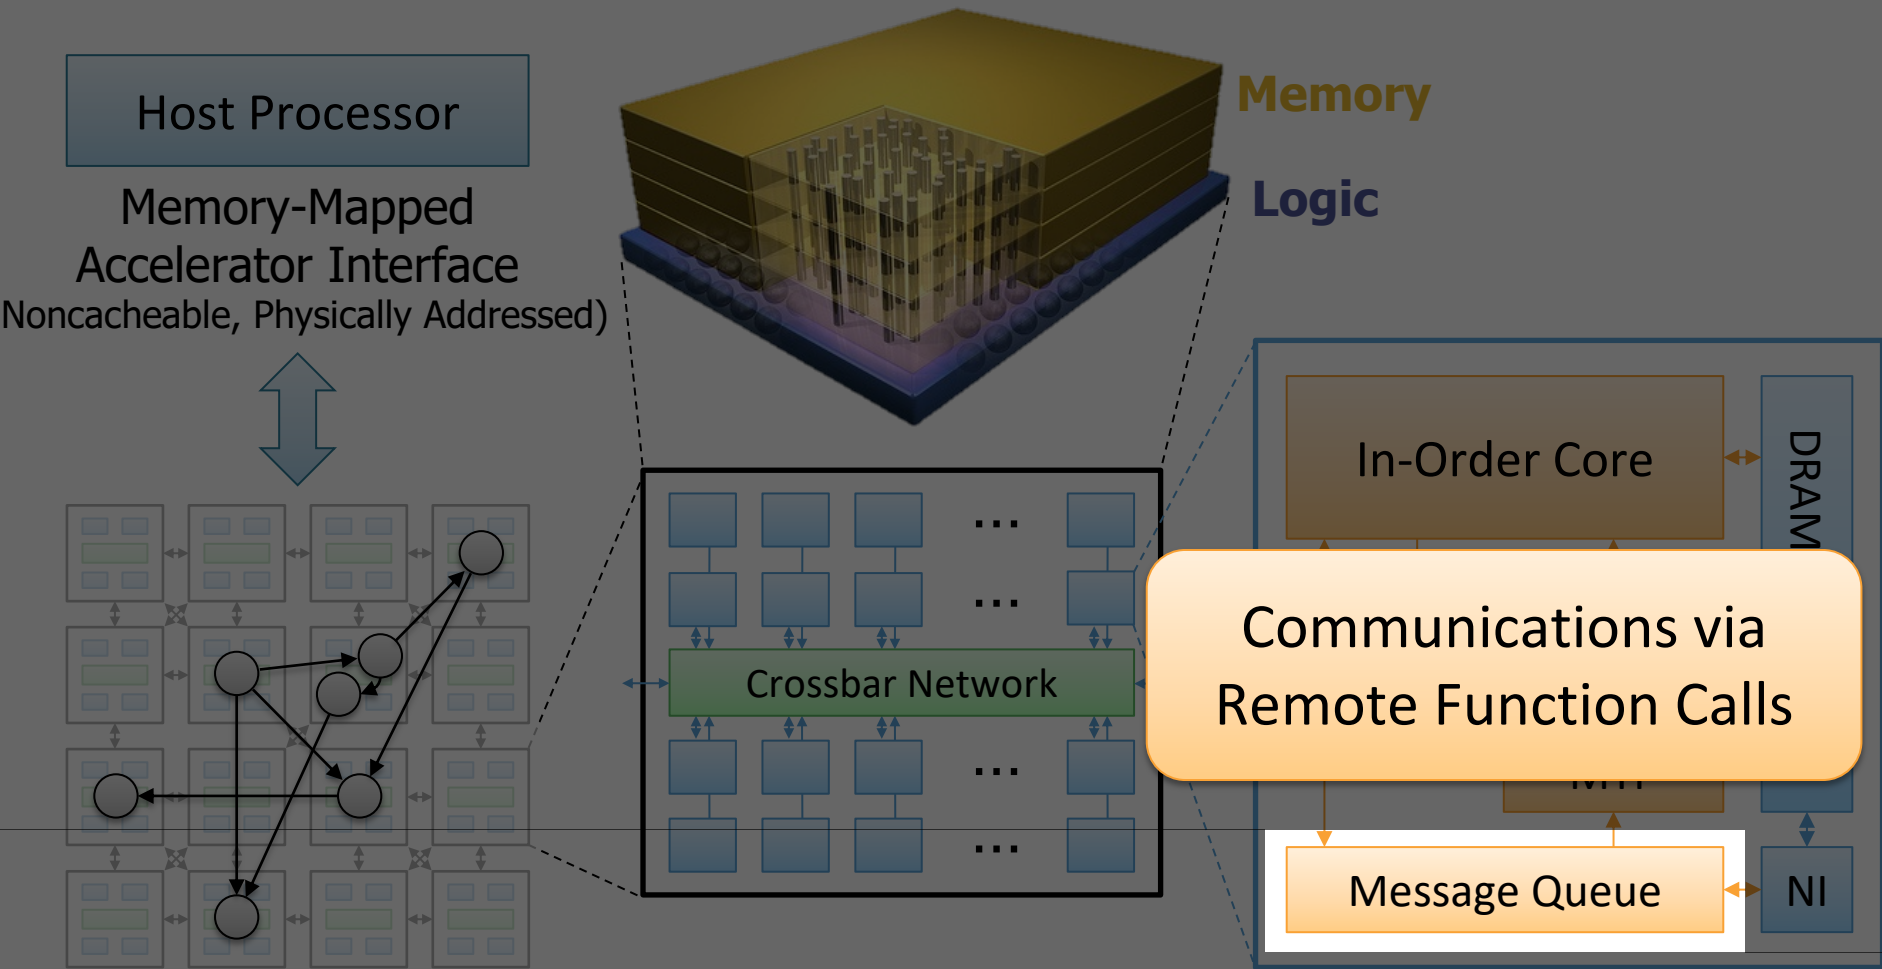 Host Processor
Memory-Mapped
Accelerator Interface
Noncacheable, Physically Addressed)
Memory
Logic
...
...
Crossbar Network
...
...
In-Order Core
DRAM
Communications via
Remote Function Calls
Message Queue
NI